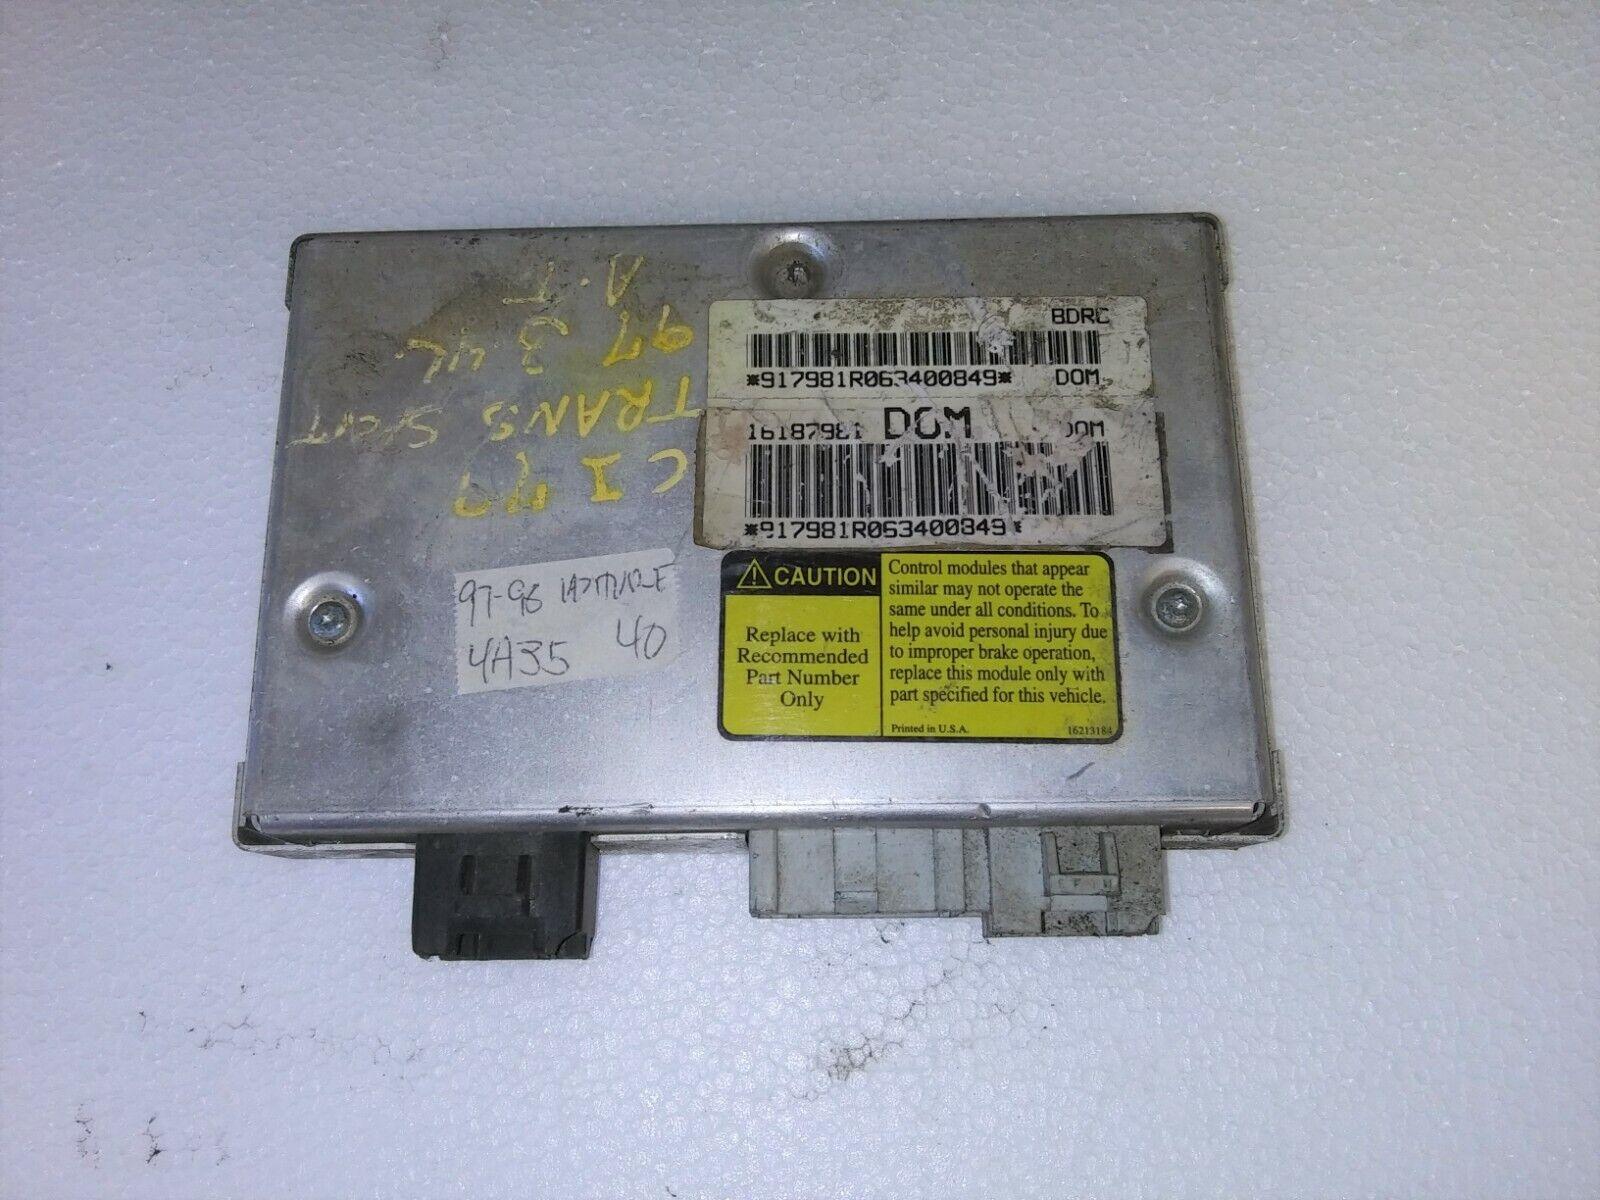 A.T
97 3.4L
TRANS SPORT
BDRC
*917981R063400849*
DOM
16187981 DOM DOM
*917981R063400849*
97-98
4A35 40
CAUTION
Replace with
Recommended
Part Number
Only
Control modules that appear
similar may not operate the
same under all conditions. To
help avoid personal injury due
to improper brake operation,
replace this module only with
part specified for this vehicle.
Printed in U.S.A.
16213184